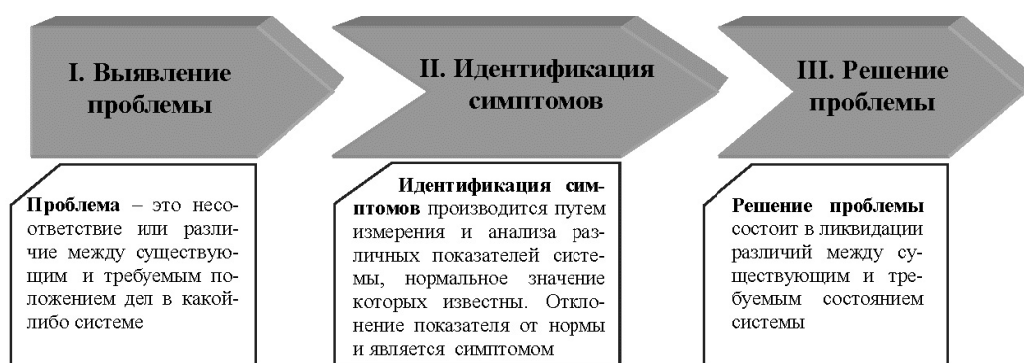 I. Выявление
проблемы
II. Идентификация
симптомов
III. Решение
проблемы
Проблема – это несо-
ответствие или разли-
чие между существую-
щим и требуемым по-
ложением дел в какой-
либо системе
Идентификация сим-
птомов производится путем
измерения и анализа раз-
личных показателей систе-
мы, нормальное значение
которых известны. Откло-
нение показателя от нормы
и является симптомом
Решение проблемы
состоит в ликвидации
различий между су-
ществующим и тре-
буемым состоянием
системы